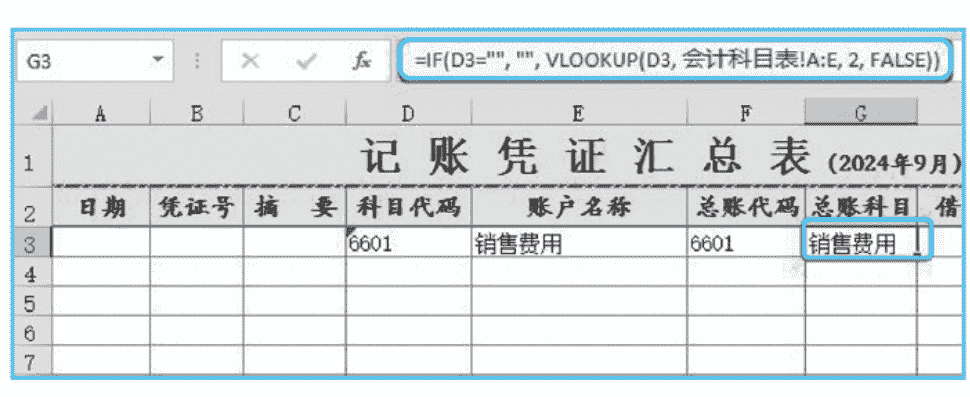 G3 fx =IF(D3="", "", VLOOKUP(D3, 会计科目表!A:E, 2, FALSE))
A B C D E F G
1 记账凭证汇总表 (2024年9月)
2 日期 凭证号 摘 要 科目代码 账户名称 总账代码 总账科目 借
3 6601 销售费用 6601 销售费用
4
5
6
7